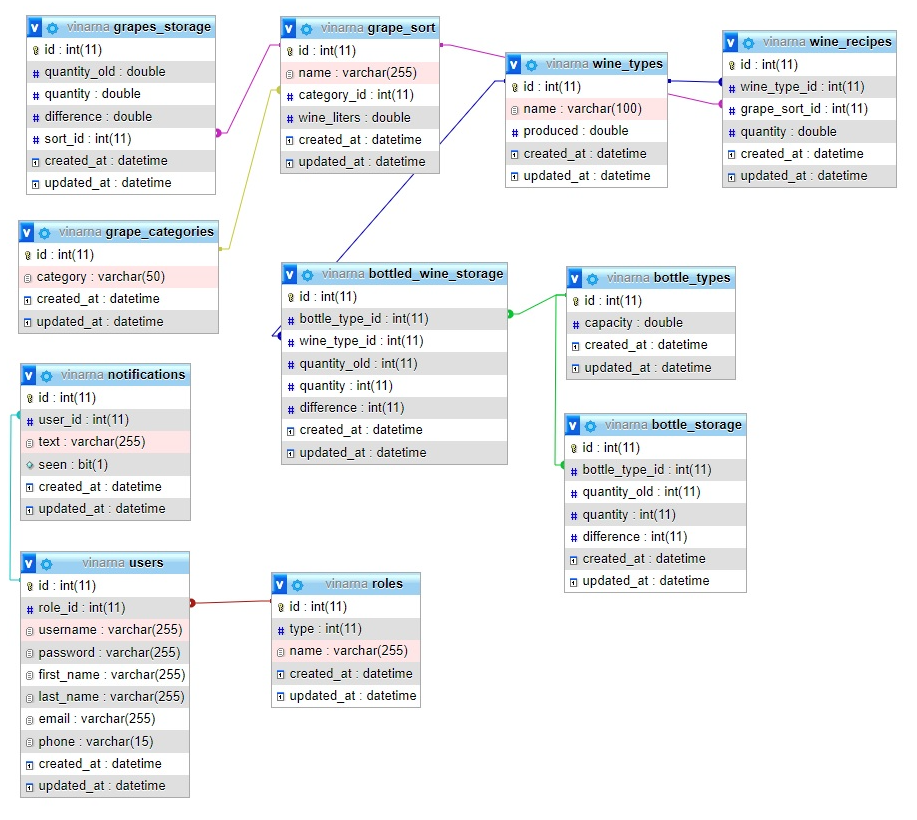 v vinarna grapes_storage
id : int(11)
# quantity_old : double
# quantity : double
# difference : double
# sort_id : int(11)
created_at : datetime
updated_at : datetime
v vinarna grape_sort
id : int(11)
name : varchar(255)
# category_id : int(11)
# wine_liters : double
created_at : datetime
updated_at : datetime
v vinarna wine_types
id : int(11)
name : varchar(100)
# produced : double
created_at : datetime
updated_at : datetime
v vinarna wine_recipes
id : int(11)
# wine_type_id : int(11)
# grape_sort_id : int(11)
# quantity : double
created_at : datetime
updated_at : datetime
v vinarna grape_categories
id : int(11)
category : varchar(50)
created_at : datetime
updated_at : datetime
v vinarna bottled_wine_storage
id : int(11)
# bottle_type_id : int(11)
# wine_type_id : int(11)
# quantity_old : int(11)
# quantity : int(11)
# difference : int(11)
created_at : datetime
updated_at : datetime
v vinarna bottle_types
id : int(11)
# capacity : double
created_at : datetime
updated_at : datetime
v vinarna notifications
id : int(11)
# user_id : int(11)
text : varchar(255)
seen : bit(1)
created_at : datetime
updated_at : datetime
v vinarna bottle_storage
id : int(11)
# bottle_type_id : int(11)
# quantity_old : int(11)
# quantity : int(11)
# difference : int(11)
created_at : datetime
updated_at : datetime
v vinarna users
id : int(11)
# role_id : int(11)
username : varchar(255)
password : varchar(255)
first_name : varchar(255)
last_name : varchar(255)
email : varchar(255)
phone : varchar(15)
created_at : datetime
updated_at : datetime
v vinarna roles
id : int(11)
# type : int(11)
name : varchar(255)
created_at : datetime
updated_at : datetime